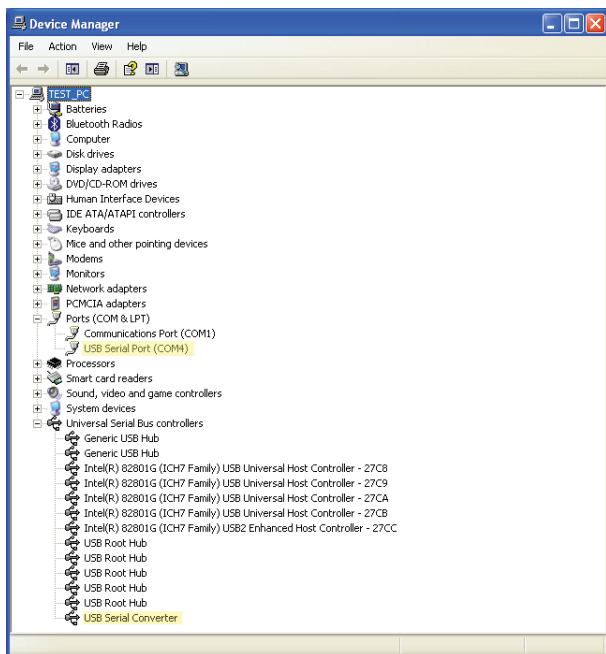 Device Manager
File Action View Help
TEST_PC
Batteries
Bluetooth Radios
Computer
Disk drives
Display adapters
DVD/CD-ROM drives
Human Interface Devices
IDE ATA/ATAPI controllers
Keyboards
Mice and other pointing devices
Modems
Monitors
Network adapters
PCMCIA adapters
Ports (COM & LPT)
Communications Port (COM1)
USB Serial Port (COM4)
Processors
Smart card readers
Sound, video and game controllers
System devices
Universal Serial Bus controllers
Generic USB Hub
Generic USB Hub
Intel(R) 82801G (ICH7 Family) USB Universal Host Controller - 27C8
Intel(R) 82801G (ICH7 Family) USB Universal Host Controller - 27C9
Intel(R) 82801G (ICH7 Family) USB Universal Host Controller - 27CA
Intel(R) 82801G (ICH7 Family) USB Universal Host Controller - 27CB
Intel(R) 82801G (ICH7 Family) USB2 Enhanced Host Controller - 27CC
USB Root Hub
USB Root Hub
USB Root Hub
USB Root Hub
USB Root Hub
USB Serial Converter